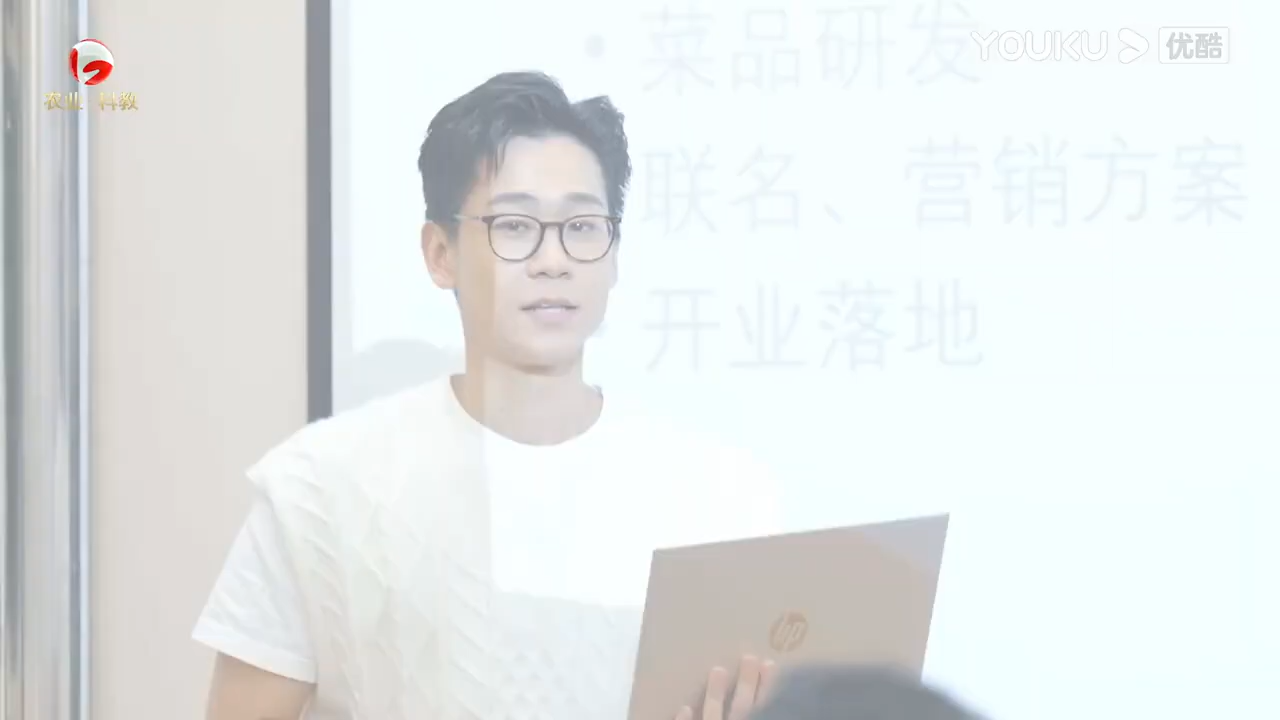 农业·科教
YOUKU 优酷
• 菜品研发
联名、营销方案
开业落地
hp